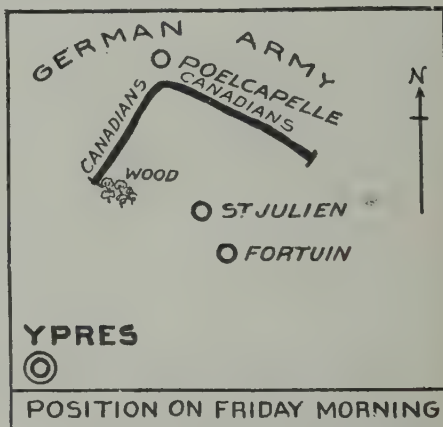 GERMAN ARMY
N
POELCAPELLE
CANADIANS
CANADIANS
WOOD
ST JULIEN
FORTUIN
YPRES
POSITION ON FRIDAY MORNING